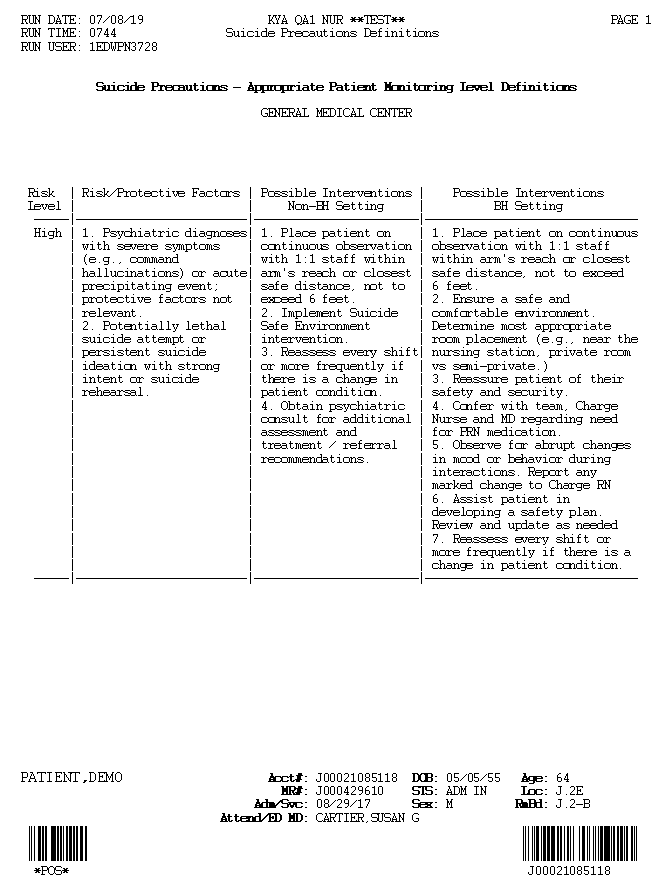 RUN DATE: 07/08/19 KYA QA1 NUR **TEST** PAGE 1
RUN TIME: 0744 Suicide Precautions Definitions
RUN USER: 1EDWPN3728
Suicide Precautions - Appropriate Patient Monitoring Level Definitions
GENERAL MEDICAL CENTER
Risk | Risk/Protective Factors | Possible Interventions | Possible Interventions
Level | | Non-BH Setting | BH Setting
High | 1. Psychiatric diagnoses | 1. Place patient on | 1. Place patient on continuous
| with severe symptoms | continuous observation | observation with 1:1 staff
| (e.g., command | with 1:1 staff within | within arm's reach or closest
| hallucinations) or acute | arm's reach or closest | safe distance, not to exceed
| precipitating event; | safe distance, not to | 6 feet.
| protective factors not | exceed 6 feet. | 2. Ensure a safe and
| relevant. | 2. Implement Suicide | comfortable environment.
| 2. Potentially lethal | Safe Environment | Determine most appropriate
| suicide attempt or | intervention. | room placement (e.g., near the
| persistent suicide | 3. Reassess every shift | nursing station, private room
| ideation with strong | or more frequently if | vs semi-private.)
| intent or suicide | there is a change in | 3. Reassure patient of their
| rehearsal. | patient condition. | safety and security.
| | 4. Obtain psychiatric | 4. Confer with team, Charge
| | consult for additional | Nurse and MD regarding need
| | assessment and | for PRN medication.
| | treatment / referral | 5. Observe for abrupt changes
| | recommendations. | in mood or behavior during
| | | interactions. Report any
| | | marked change to Charge RN
| | | 6. Assist patient in
| | | developing a safety plan.
| | | Review and update as needed
| | | 7. Reassess every shift or
| | | more frequently if there is a
| | | change in patient condition.
PATIENT,DEMO Acct#: J00021085118 DOB: 05/05/55 Age: 64
MR#: J000429610 STS: ADM IN Loc: J.2E
Adm/Svc: 08/29/17 Sex: M RmBd: J.2-B
Attend/ED MD: CARTIER,SUSAN G
*POS* J00021085118